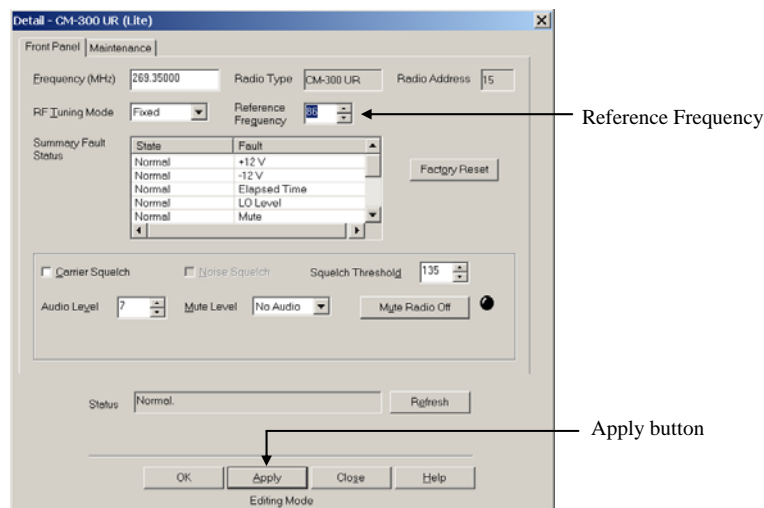 Detail - CM-300 UR (Lite)
Front Panel Maintenance
Frequency (MHz) 269.35000 Radio Type CM-300 UR Radio Address 15
RF Tuning Mode Fixed Reference Frequency 86
Reference Frequency
Summary Fault Status
State Fault
Normal +12 V
Normal -12 V
Normal Elapsed Time
Normal LO Level
Normal Mute
Factory Reset
Carrier Squelch Noise Squelch Squelch Threshold 135
Audio Level 7 Mute Level No Audio Mute Radio Off
Status Normal. Refresh
Apply button
OK Apply Close Help
Editing Mode